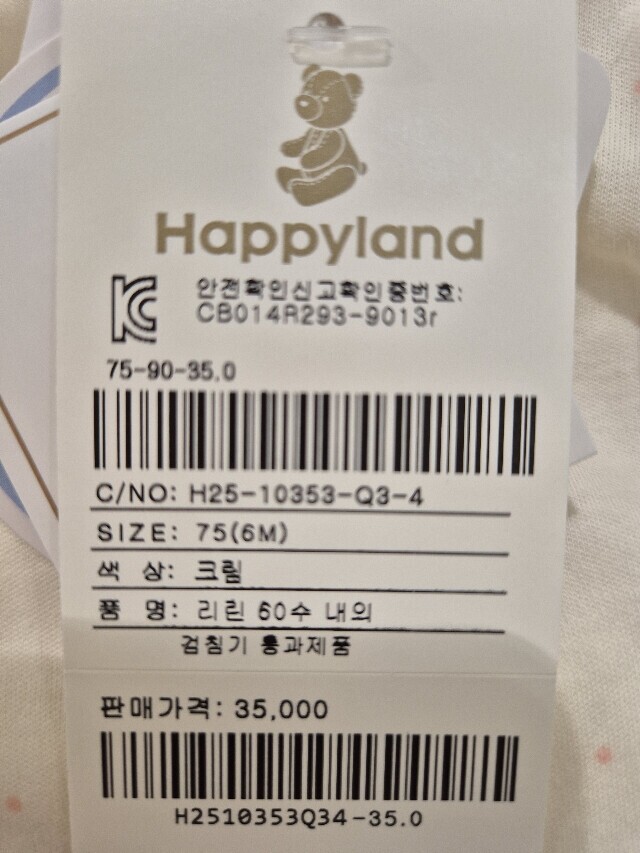 Happyland
안전확인신고확인증번호:
CB014R293-9013r
75-90-35.0
C/NO: H25-10353-Q3-4
SIZE: 75(6M)
색 상: 크림
품 명: 리린 60수 내의
검침기 통과제품
판매가격: 35,000
H2510353Q34-35.0